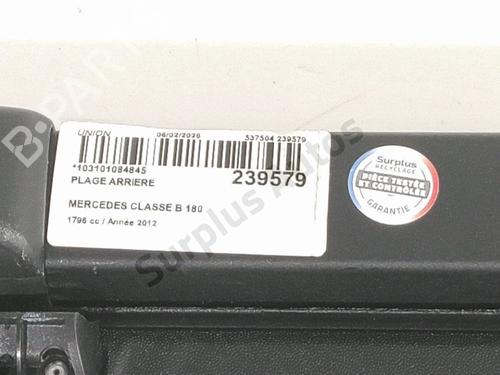 UNION 06/02/2026 537504 239579
*103101084845 239579
PLAGE ARRIERE
MERCEDES CLASSE B 180
1796 cc / Année 2012
Surplus
RECYCLAGE
PIÈCE TESTÉE
ET CONTRÔLÉE
GARANTIE
B-PARTS
Surplus Autos